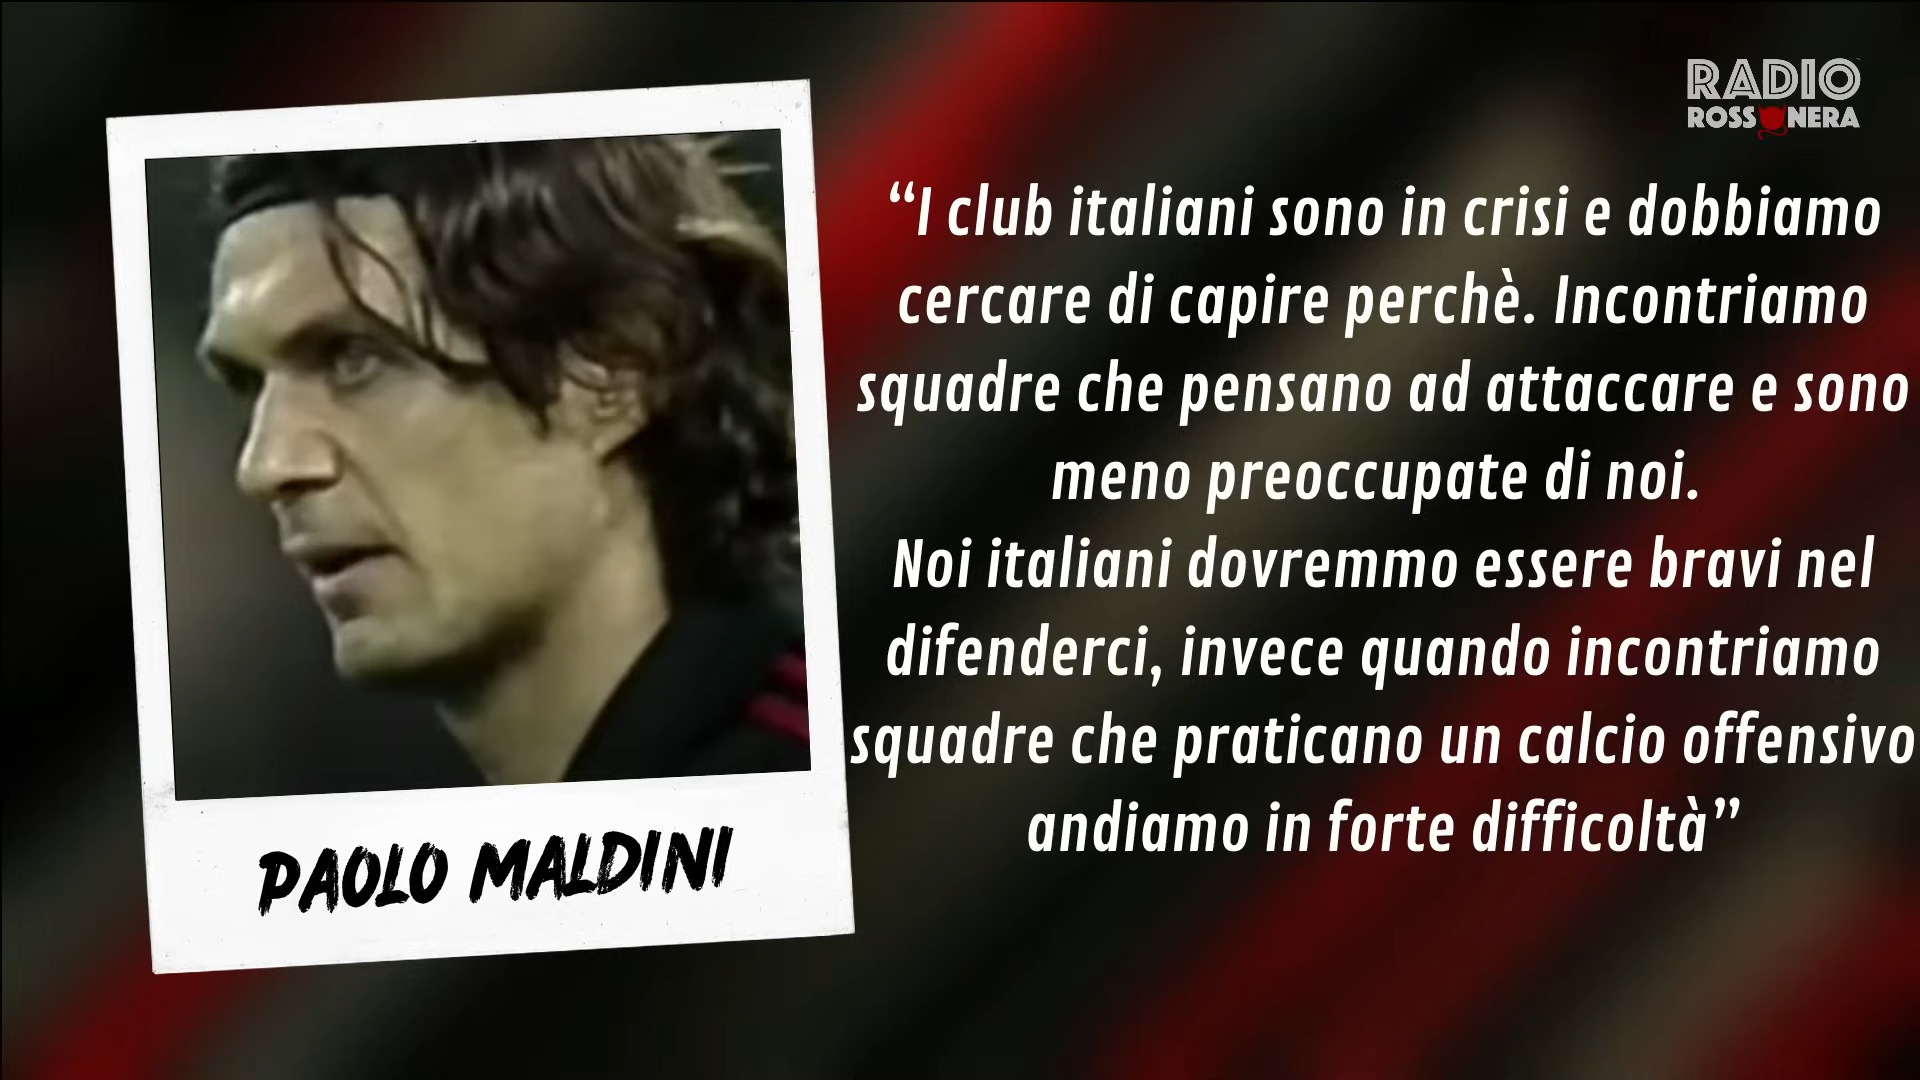 RADIO
ROSSONERA
“I club italiani sono in crisi e dobbiamo
cercare di capire perchè. Incontriamo
squadre che pensano ad attaccare e sono
meno preoccupate di noi.
Noi italiani dovremmo essere bravi nel
difenderci, invece quando incontriamo
squadre che praticano un calcio offensivo
andiamo in forte difficoltà”
PAOLO MALDINI